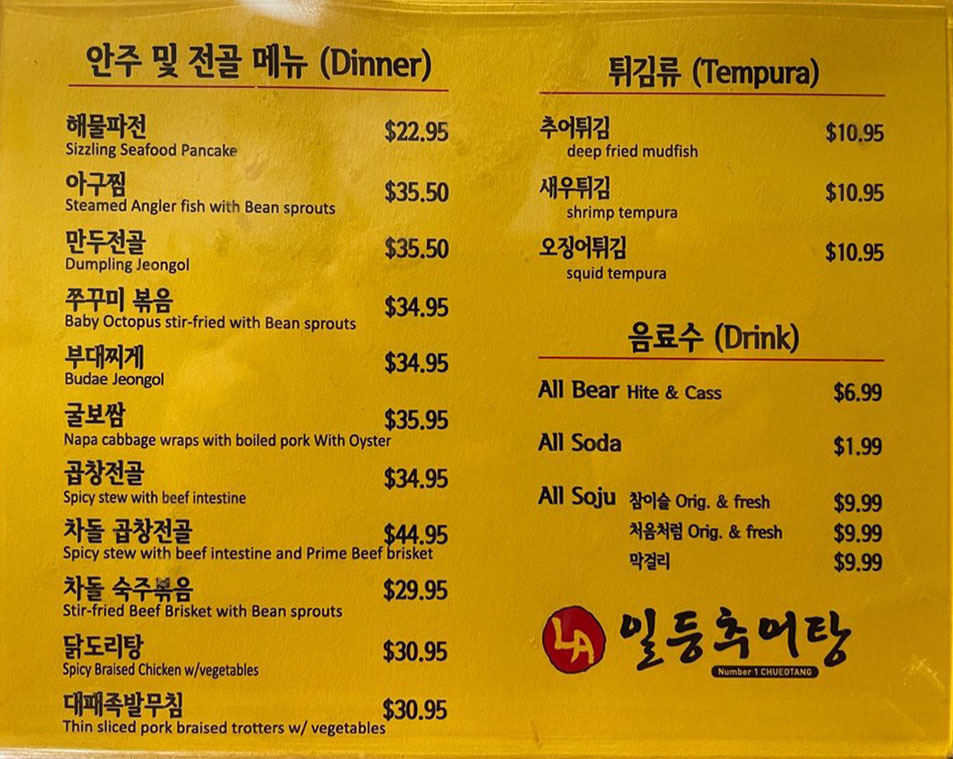 안주 및 전골 메뉴 (Dinner)
해물파전 $22.95
Sizzling Seafood Pancake
아구찜 $35.50
Steamed Angler fish with Bean sprouts
만두전골 $35.50
Dumpling Jeongol
쭈꾸미 볶음 $34.95
Baby Octopus stir-fried with Bean sprouts
부대찌게 $34.95
Budae Jeongol
굴보쌈 $35.95
Napa cabbage wraps with boiled pork With Oyster
곱창전골 $34.95
Spicy stew with beef intestine
차돌 곱창전골 $44.95
Spicy stew with beef intestine and Prime Beef brisket
차돌 숙주볶음 $29.95
Stir-fried Beef Brisket with Bean sprouts
닭도리탕 $30.95
Spicy Braised Chicken w/vegetables
대패족발무침 $30.95
Thin sliced pork braised trotters w/ vegetables
튀김류 (Tempura)
추어튀김 $10.95
deep fried mudfish
새우튀김 $10.95
shrimp tempura
오징어튀김 $10.95
squid tempura
음료수 (Drink)
All Bear Hite & Cass $6.99
All Soda $1.99
All Soju 참이슬 Orig. & fresh $9.99
처음처럼 Orig. & fresh $9.99
막걸리 $9.99
LA 일등추어탕
Number 1 CHUEOTANG